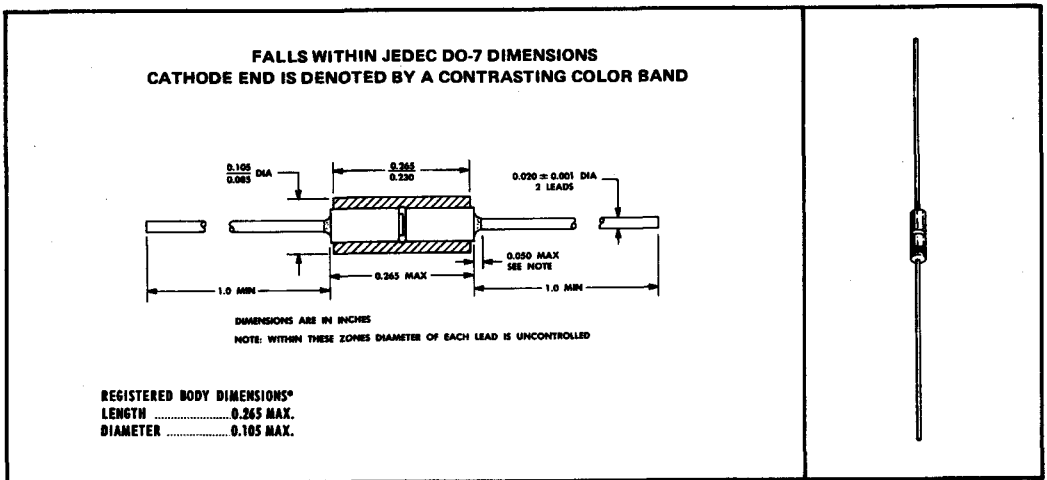 FALLS WITHIN JEDEC DO-7 DIMENSIONS
CATHODE END IS DENOTED BY A CONTRASTING COLOR BAND
0.105
0.085 DIA
0.265
0.230
0.020 ± 0.001 DIA
2 LEADS
0.050 MAX
SEE NOTE
0.265 MAX
1.0 MIN
1.0 MIN
DIMENSIONS ARE IN INCHES
NOTE: WITHIN THESE ZONES DIAMETER OF EACH LEAD IS UNCONTROLLED
REGISTERED BODY DIMENSIONS*
LENGTH ........................0.265 MAX.
DIAMETER ....................0.105 MAX.